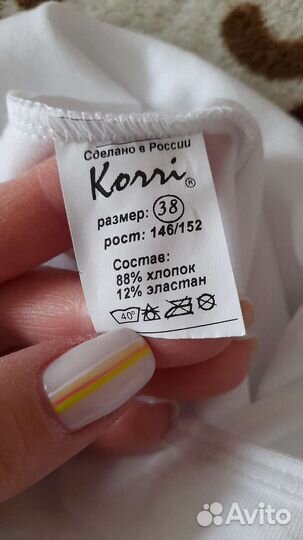 Сделано в России
Korri®
размер: 38
рост: 146/152
Состав:
88% хлопок
12% эластан
40°
Avito